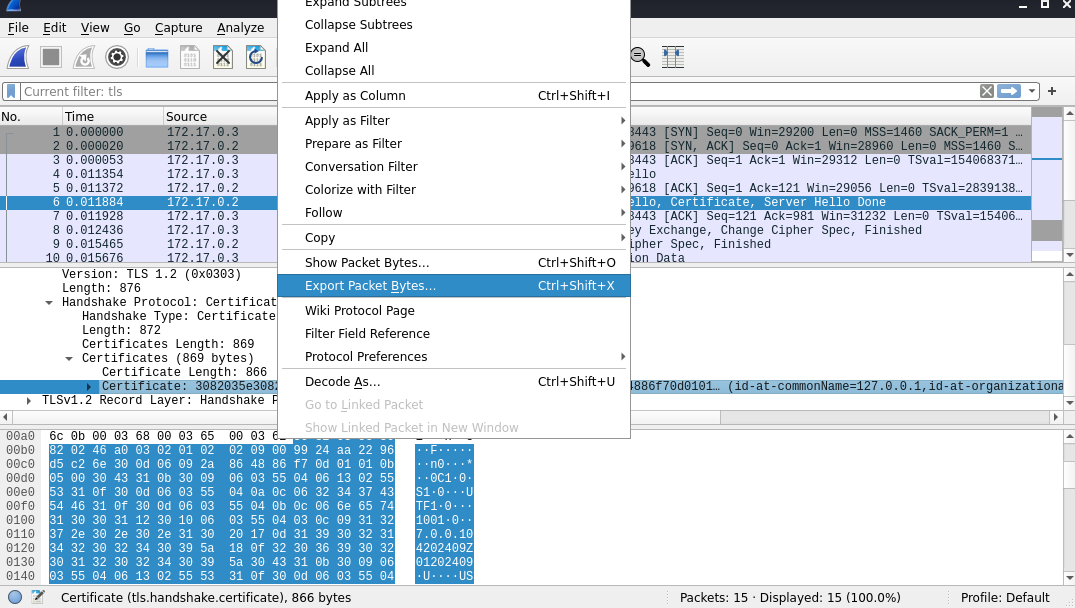 File Edit View Go Capture Analyze
Expand Subtrees
Collapse Subtrees
Expand All
Collapse All
Apply as Column Ctrl+Shift+I
Apply as Filter
Prepare as Filter
Conversation Filter
Colorize with Filter
Follow
Copy
Show Packet Bytes... Ctrl+Shift+O
Export Packet Bytes... Ctrl+Shift+X
Wiki Protocol Page
Filter Field Reference
Protocol Preferences
Decode As... Ctrl+Shift+U
Go to Linked Packet
Show Linked Packet in New Window
Current filter: tls
No. Time Source
1 0.000000 172.17.0.3 3443 [SYN] Seq=0 Win=29200 Len=0 MSS=1460 SACK_PERM=1 …
2 0.000020 172.17.0.2 9618 [SYN, ACK] Seq=0 Ack=1 Win=28960 Len=0 MSS=1460 S…
3 0.000053 172.17.0.3 3443 [ACK] Seq=1 Ack=1 Win=29312 Len=0 TSval=154068371…
4 0.011354 172.17.0.3 ello
5 0.011372 172.17.0.2 9618 [ACK] Seq=1 Ack=121 Win=29056 Len=0 TSval=2839138…
6 0.011884 172.17.0.2 ello, Certificate, Server Hello Done
7 0.011928 172.17.0.3 3443 [ACK] Seq=121 Ack=981 Win=31232 Len=0 TSval=15406…
8 0.012436 172.17.0.3 ey Exchange, Change Cipher Spec, Finished
9 0.015465 172.17.0.2 ipher Spec, Finished
10 0.015676 172.17.0.3 ion Data
Version: TLS 1.2 (0x0303)
Length: 876
Handshake Protocol: Certificat
Handshake Type: Certificate
Length: 872
Certificates Length: 869
Certificates (869 bytes)
Certificate Length: 866
Certificate: 3082035e3082 4886f70d0101… (id-at-commonName=127.0.0.1,id-at-organizationa
TLSv1.2 Record Layer: Handshake P
00a0 6c 0b 00 03 68 00 03 65 00 03 62
00b0 82 02 46 a0 03 02 01 02 02 09 00 99 24 aa 22 96 ··F·····
00c0 d5 c2 6e 30 0d 06 09 2a 86 48 86 f7 0d 01 01 0b ··n0···*
00d0 05 00 30 43 31 0b 30 09 06 03 55 04 06 13 02 55 ··0C1·0·
00e0 53 31 0f 30 0d 06 03 55 04 0a 0c 06 32 34 37 43 S1·0···U
00f0 54 46 31 0f 30 0d 06 03 55 04 0b 0c 06 6e 65 74 TF1·0···
0100 31 30 30 31 12 30 10 06 03 55 04 03 0c 09 31 32 1001·0··
0110 37 2e 30 2e 30 2e 31 30 20 17 0d 31 39 30 32 31 7.0.0.10
0120 34 32 30 32 34 30 39 5a 18 0f 32 30 36 39 30 32 4202409Z
0130 30 31 32 30 32 34 30 39 5a 30 43 31 0b 30 09 06 01202409
0140 03 55 04 06 13 02 55 53 31 0f 30 0d 06 03 55 04 ·U····US
Certificate (tls.handshake.certificate), 866 bytes Packets: 15 · Displayed: 15 (100.0%) Profile: Default